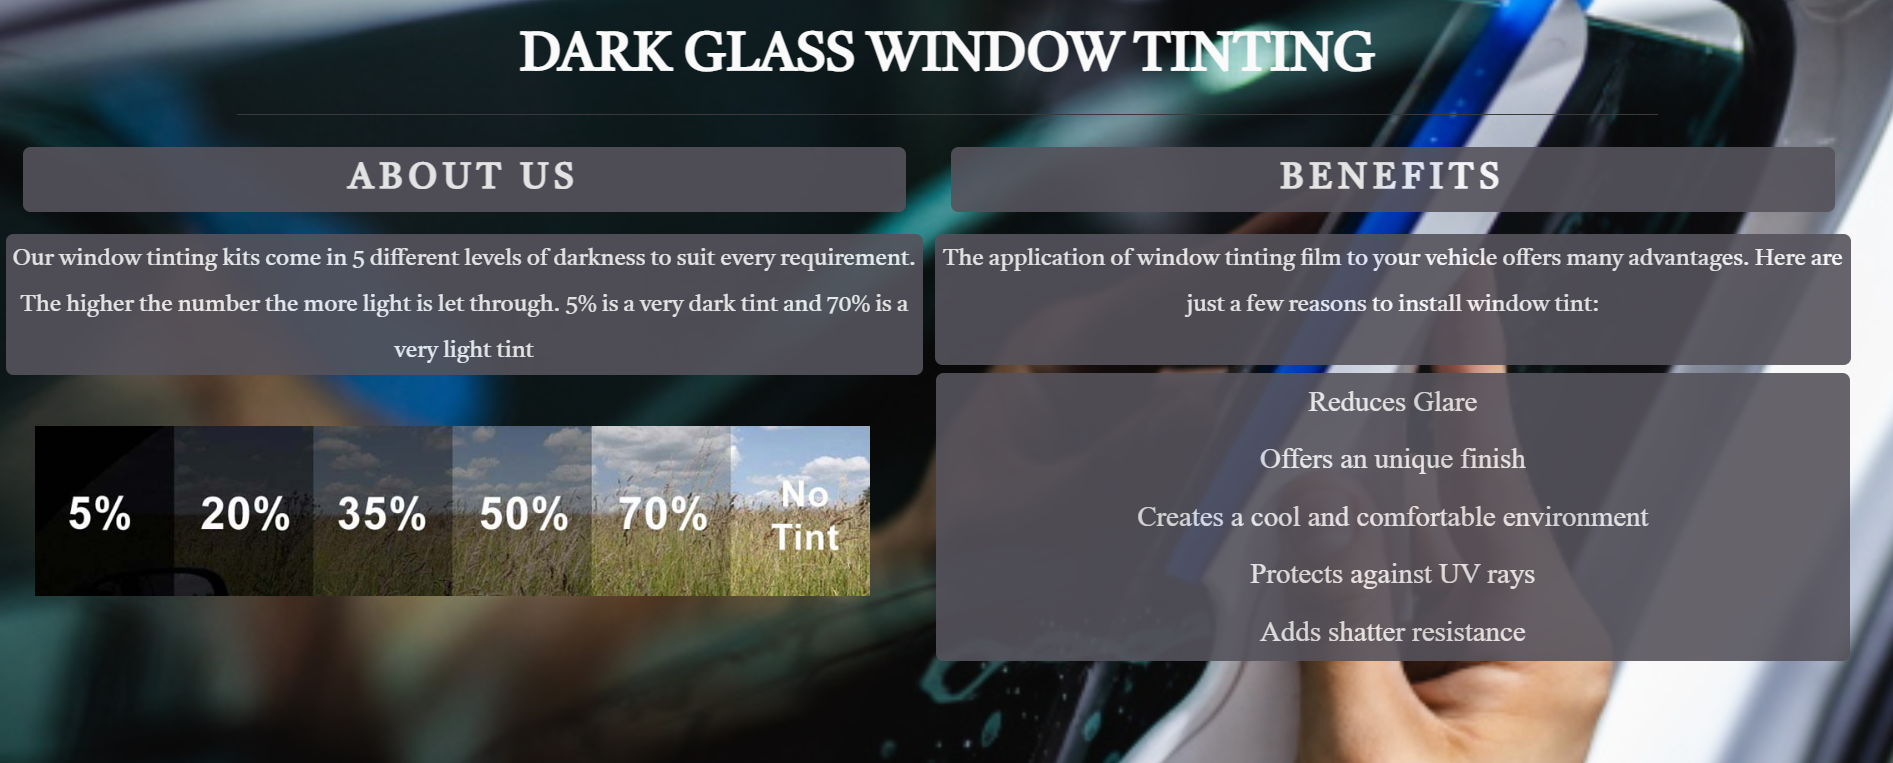 DARK GLASS WINDOW TINTING
ABOUT US
Our window tinting kits come in 5 different levels of darkness to suit every requirement.
The higher the number the more light is let through. 5% is a very dark tint and 70% is a
very light tint
5% 20% 35% 50% 70% No
Tint
BENEFITS
The application of window tinting film to your vehicle offers many advantages. Here are
just a few reasons to install window tint:
Reduces Glare
Offers an unique finish
Creates a cool and comfortable environment
Protects against UV rays
Adds shatter resistance